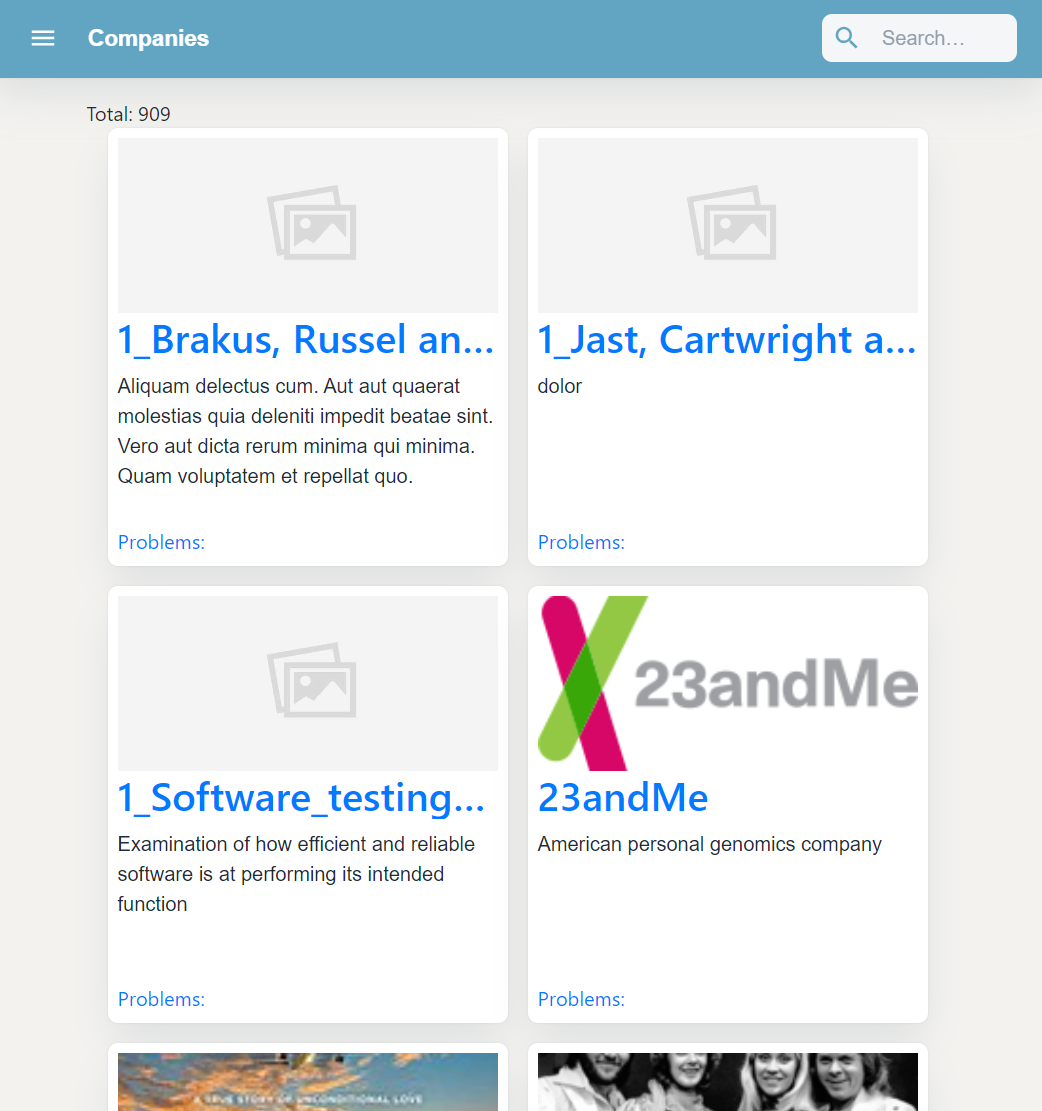 Companies
Search…
Total: 909
1_Brakus, Russel an...
1_Jast, Cartwright a...
Aliquam delectus cum. Aut aut quaerat
molestias quia deleniti impedit beatae sint.
Vero aut dicta rerum minima qui minima.
Quam voluptatem et repellat quo.
dolor
Problems:
Problems:
23andMe
1_Software_testing...
23andMe
Examination of how efficient and reliable
software is at performing its intended
function
American personal genomics company
Problems:
Problems:
A TRUE STORY OF UNCONDITIONAL LOVE